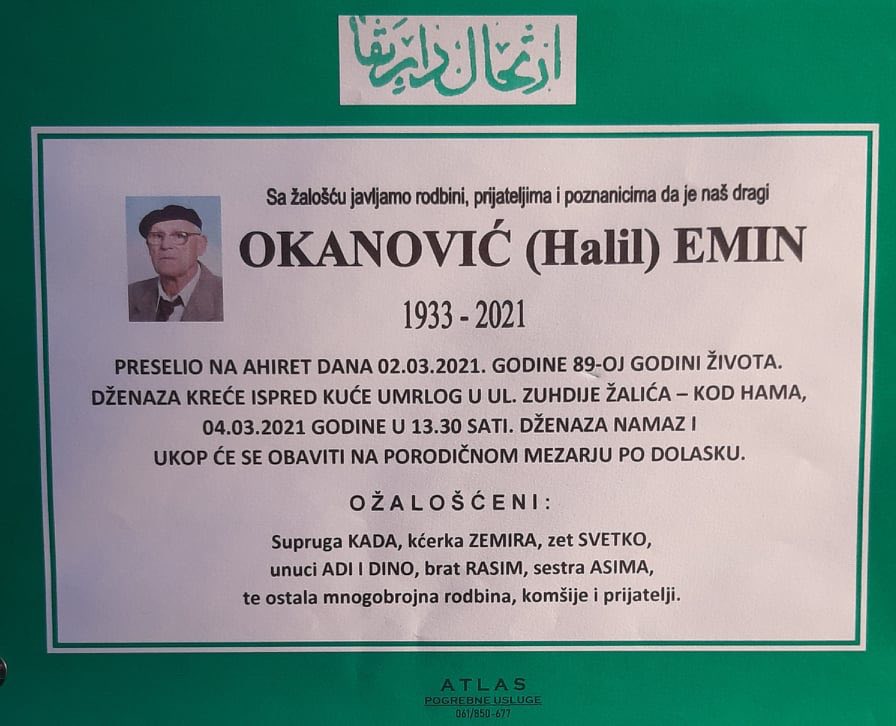 ارتحال دار بقا
Sa žalošću javljamo rodbini, prijateljima i poznanicima da je naš dragi
OKANOVIĆ (Halil) EMIN
1933 - 2021
PRESELIO NA AHIRET DANA 02.03.2021. GODINE 89-OJ GODINI ŽIVOTA.
DŽENAZA KREĆE ISPRED KUĆE UMRLOG U UL. ZUHDIJE ŽALIĆA – KOD HAMA,
04.03.2021 GODINE U 13.30 SATI. DŽENAZA NAMAZ I
UKOP ĆE SE OBAVITI NA PORODIČNOM MEZARJU PO DOLASKU.
OŽALOŠĆENI:
Supruga KADA, kćerka ZEMIRA, zet SVETKO,
unuci ADI I DINO, brat RASIM, sestra ASIMA,
te ostala mnogobrojna rodbina, komšije i prijatelji.
ATLAS
POGREBNE USLUGE
061/850-677